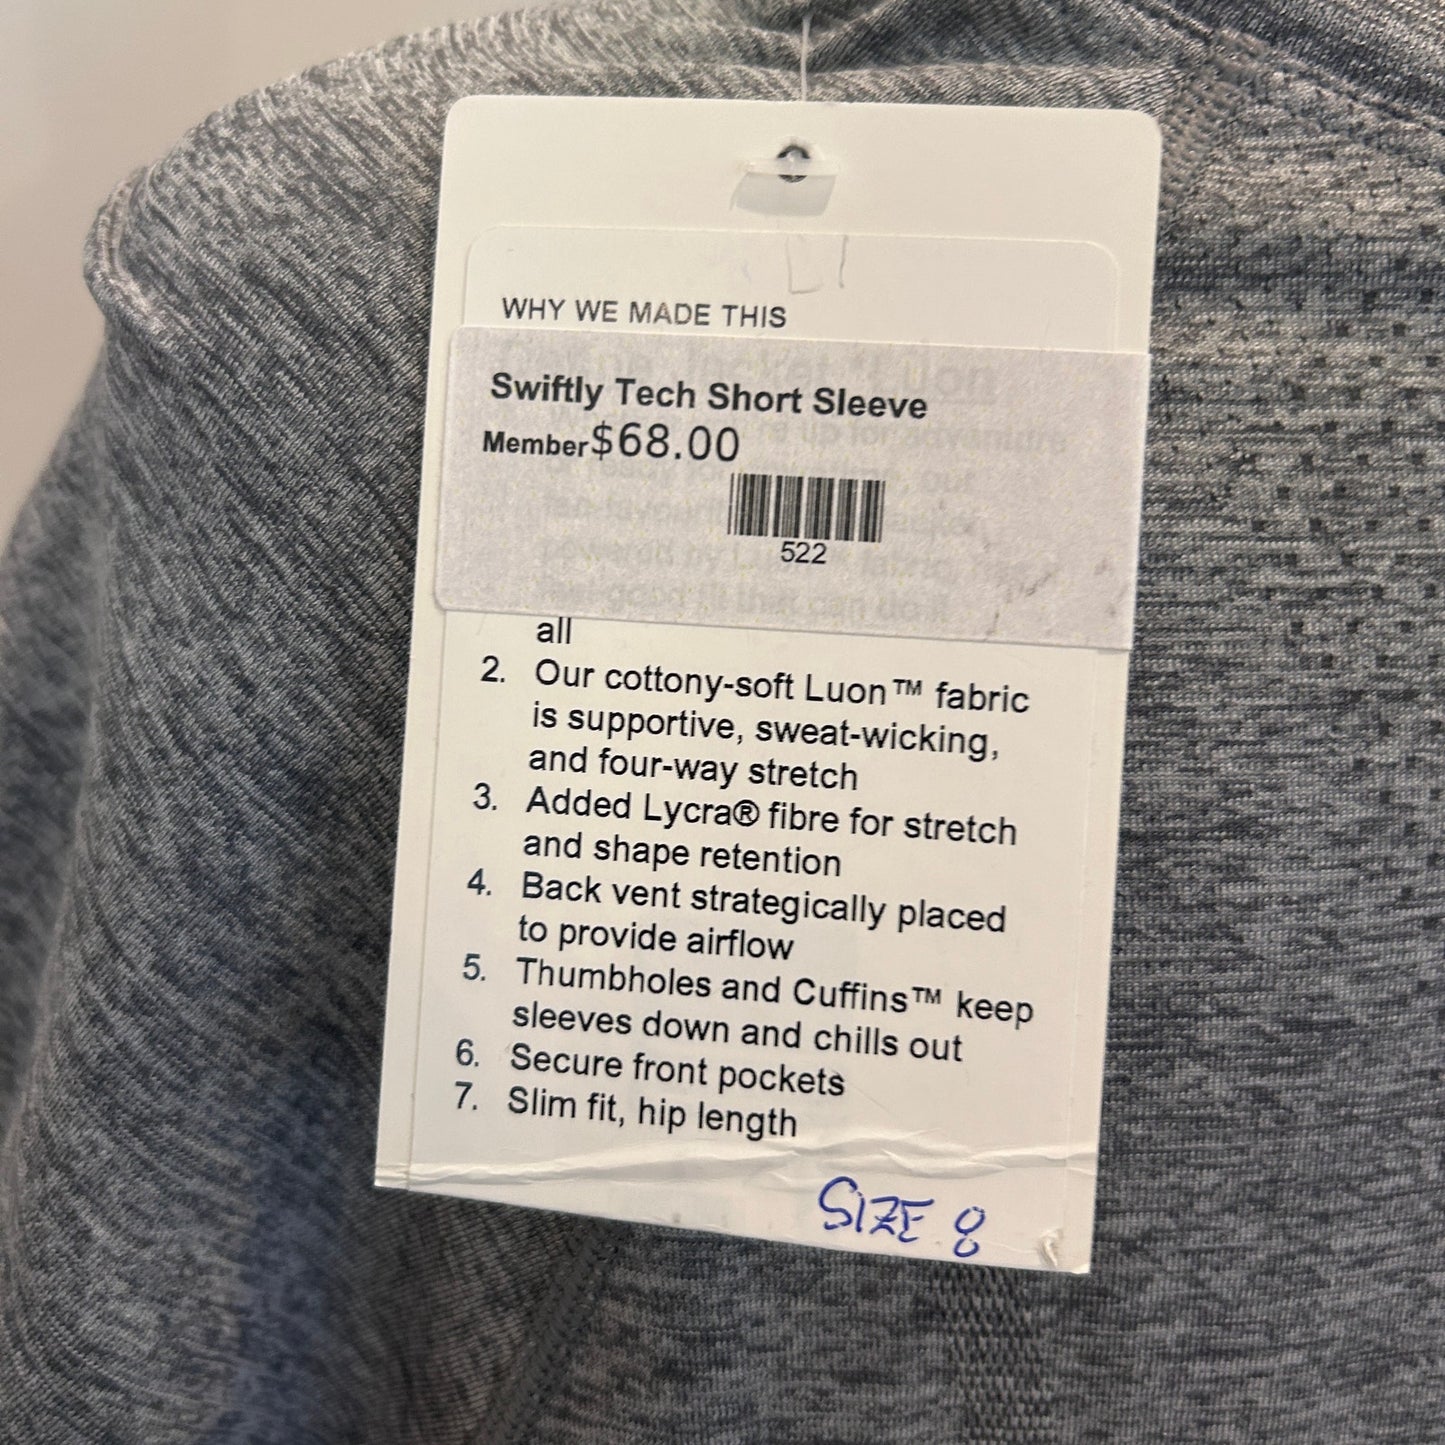 WHY WE MADE THIS
Swiftly Tech Short Sleeve
Member$68.00
522
all
2. Our cottony-soft Luon™ fabric
is supportive, sweat-wicking,
and four-way stretch
3. Added Lycra® fibre for stretch
and shape retention
4. Back vent strategically placed
to provide airflow
5. Thumbholes and Cuffins™ keep
sleeves down and chills out
6. Secure front pockets
7. Slim fit, hip length
SIZE 8